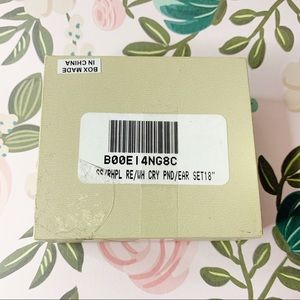 BOX MADE
IN CHINA
B00EI4NG8C
SS/RHPL RE/WH CRY PND/EAR SET18"